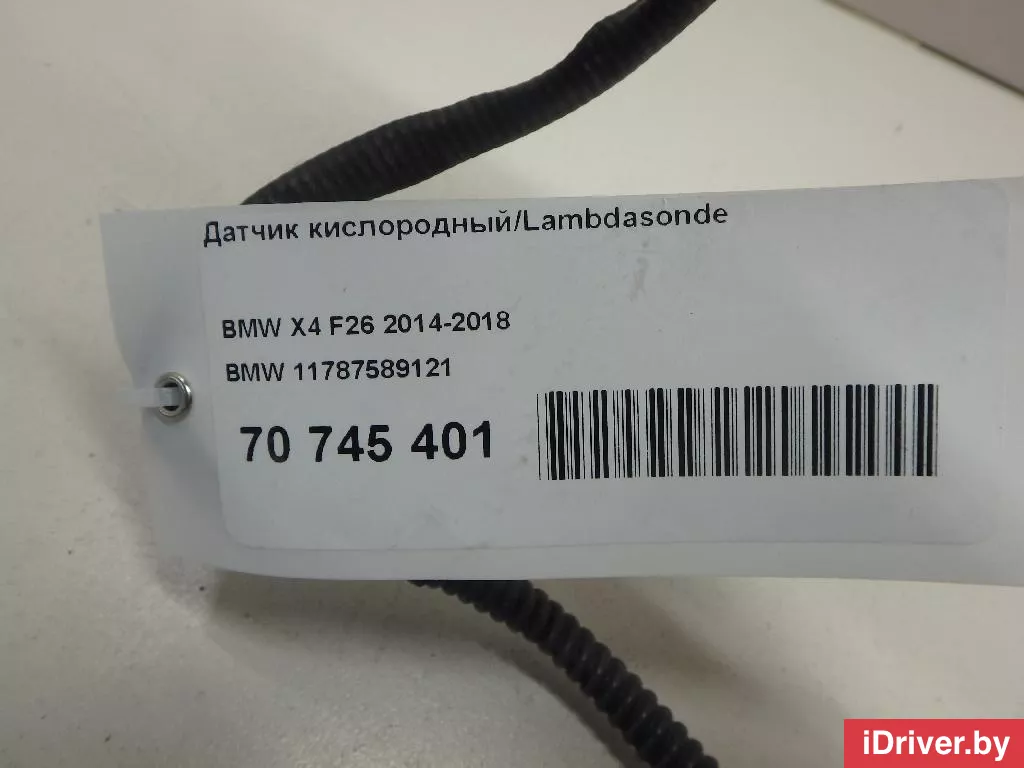 Датчик кислородный/Lambdasonde
BMW X4 F26 2014-2018
BMW 11787589121
70 745 401
iDriver.by